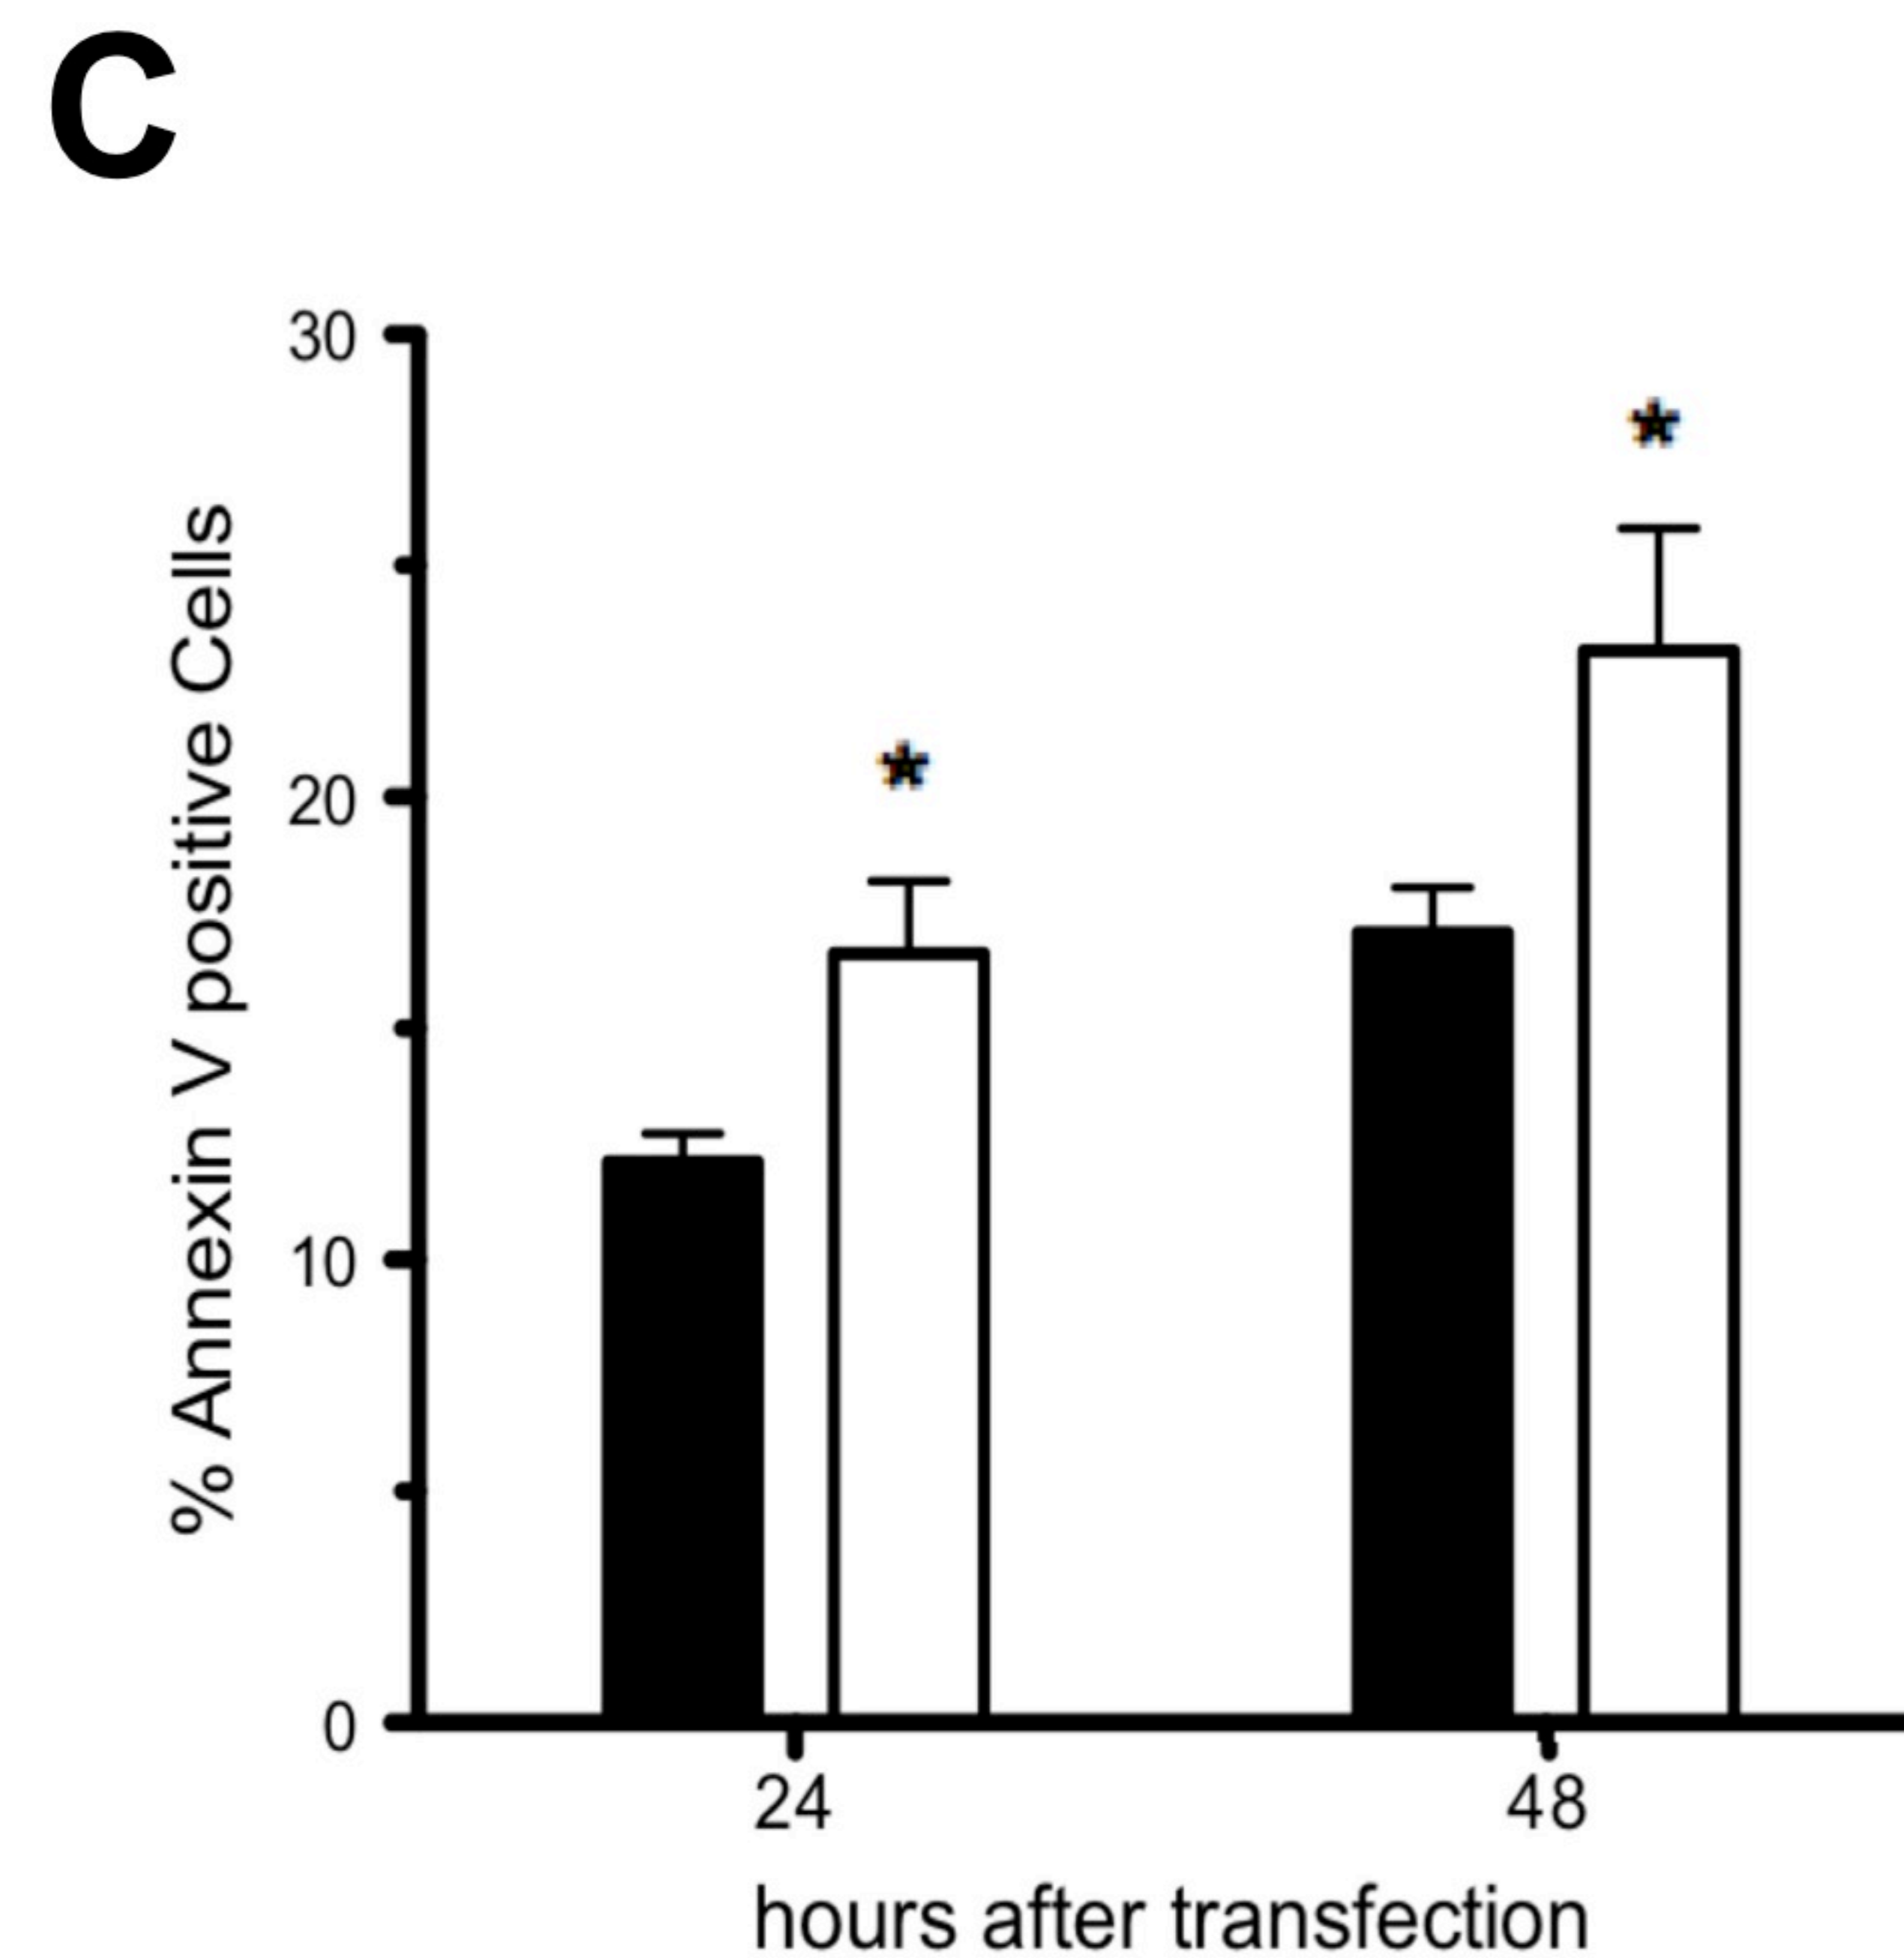 C
30
*
*
20
10
0
% Annexin V positive Cells
24
48
hours after transfection